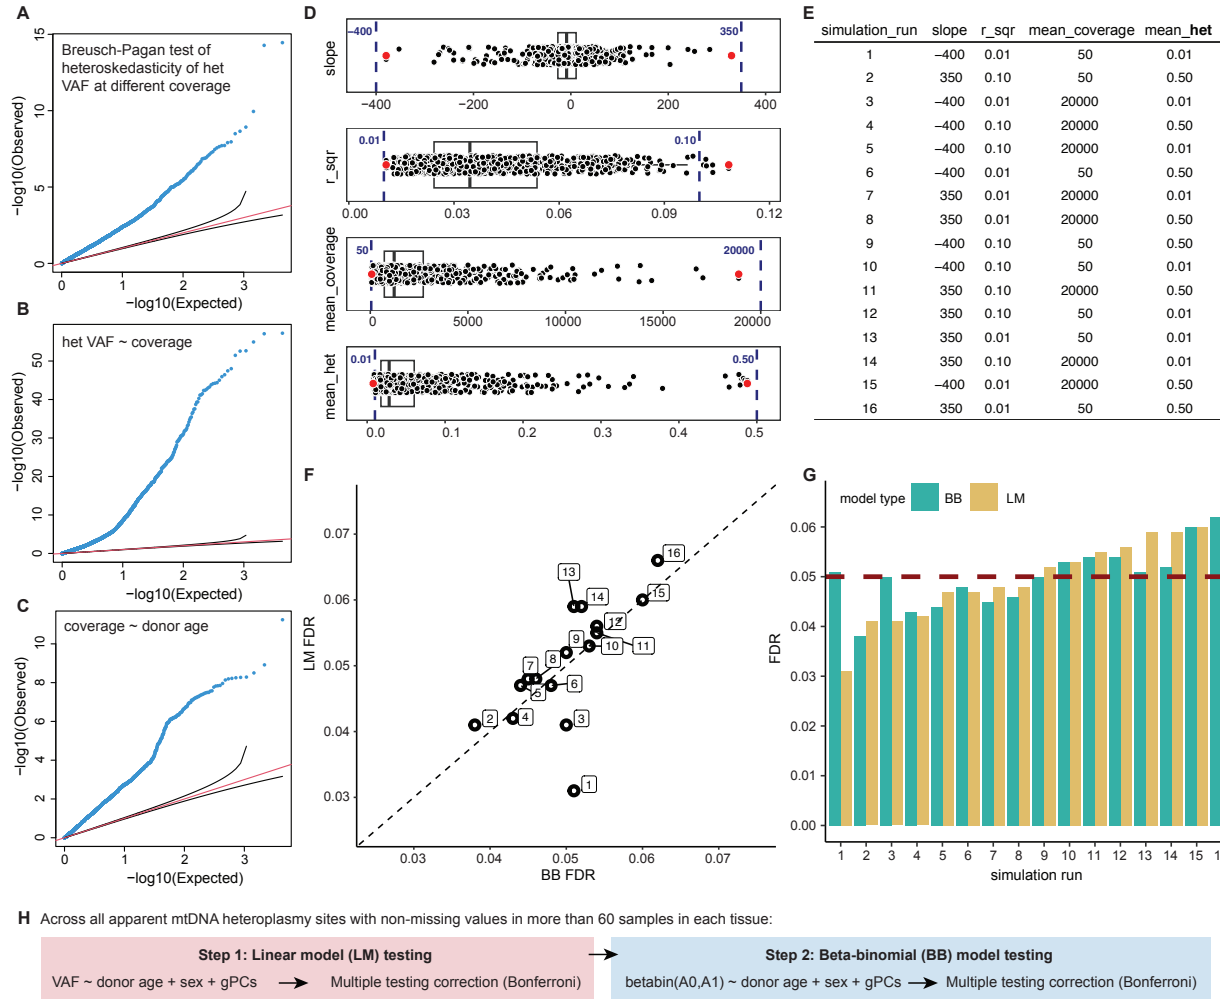 A
Breusch-Pagan test of
heteroskedasticity of het
VAF at different coverage
−log10(Observed)
15
10
5
0
0 1 2 3
−log10(Expected)
B
het VAF ~ coverage
−log10(Observed)
50
40
30
20
10
0
0 1 2 3
−log10(Expected)
C
coverage ~ donor age
−log10(Observed)
10
8
6
4
2
0
0 1 2 3
−log10(Expected)
D
slope
−400 350
−400 −200 0 200 400
r_sqr
0.01 0.10
0.00 0.03 0.06 0.09 0.12
mean_coverage
50 20000
0 5000 10000 15000 20000
mean_het
0.01 0.50
0.0 0.1 0.2 0.3 0.4 0.5
E
simulation_run slope r_sqr mean_coverage mean_het
1 −400 0.01 50 0.01
2 350 0.10 50 0.50
3 −400 0.01 20000 0.01
4 −400 0.10 20000 0.50
5 −400 0.10 20000 0.01
6 −400 0.01 50 0.50
7 350 0.01 20000 0.01
8 350 0.01 20000 0.50
9 −400 0.10 50 0.50
10 −400 0.10 50 0.01
11 350 0.10 20000 0.50
12 350 0.10 50 0.01
13 350 0.01 50 0.01
14 350 0.10 20000 0.01
15 −400 0.01 20000 0.50
16 350 0.01 50 0.50
F
LM FDR
0.07
0.06
0.05
0.04
0.03
16
13
14
15
12
9
10
11
8
7
5
6
2
4
3
1
0.03 0.04 0.05 0.06 0.07
BB FDR
G
model type BB LM
FDR
0.06
0.05
0.04
0.03
0.02
0.01
0.00
1 2 3 4 5 6 7 8 9 10 11 12 13 14 15 1
simulation run
H Across all apparent mtDNA heteroplasmy sites with non-missing values in more than 60 samples in each tissue:
Step 1: Linear model (LM) testing
VAF ~ donor age + sex + gPCs → Multiple testing correction (Bonferroni)
→
Step 2: Beta-binomial (BB) model testing
betabin(A0,A1) ~ donor age + sex + gPCs → Multiple testing correction (Bonferroni)